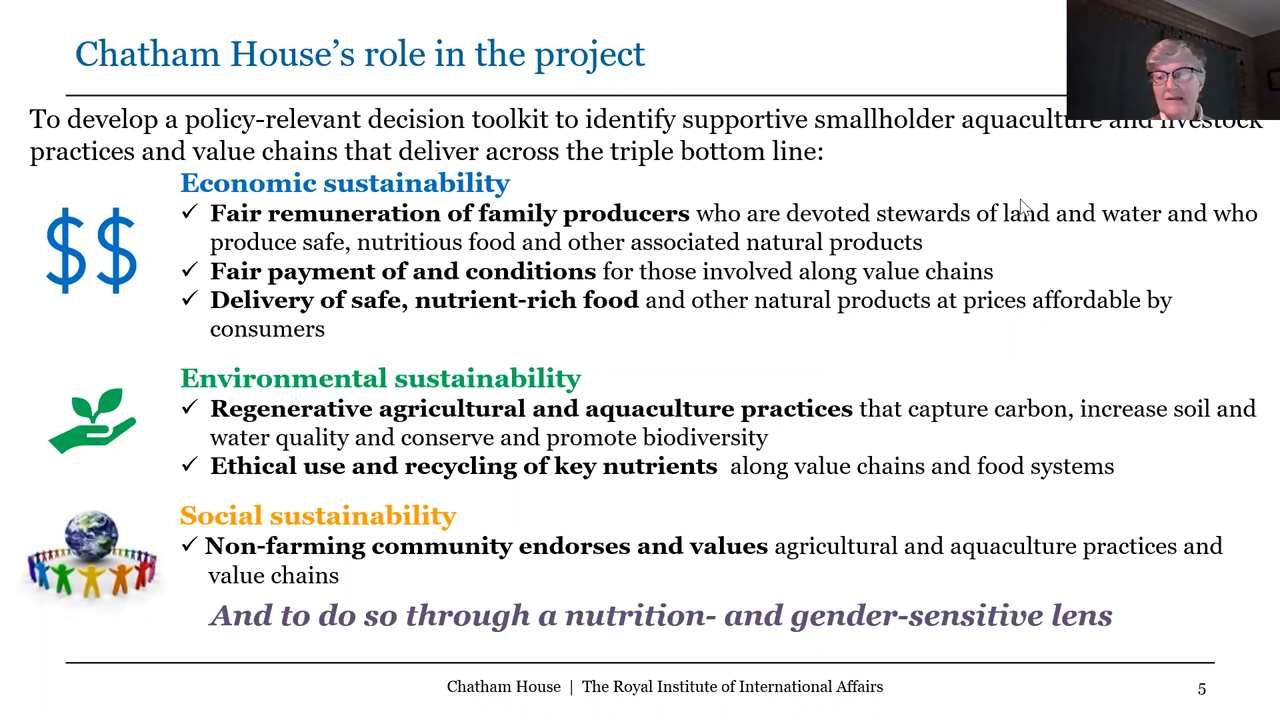 Chatham House’s role in the project
To develop a policy-relevant decision toolkit to identify supportive smallholder aquaculture and livestock
practices and value chains that deliver across the triple bottom line:
Economic sustainability
✓ Fair remuneration of family producers who are devoted stewards of land and water and who
produce safe, nutritious food and other associated natural products
✓ Fair payment of and conditions for those involved along value chains
✓ Delivery of safe, nutrient-rich food and other natural products at prices affordable by
consumers
$$
Environmental sustainability
✓ Regenerative agricultural and aquaculture practices that capture carbon, increase soil and
water quality and conserve and promote biodiversity
✓ Ethical use and recycling of key nutrients along value chains and food systems
Social sustainability
✓ Non-farming community endorses and values agricultural and aquaculture practices and
value chains
And to do so through a nutrition- and gender-sensitive lens
Chatham House | The Royal Institute of International Affairs
5